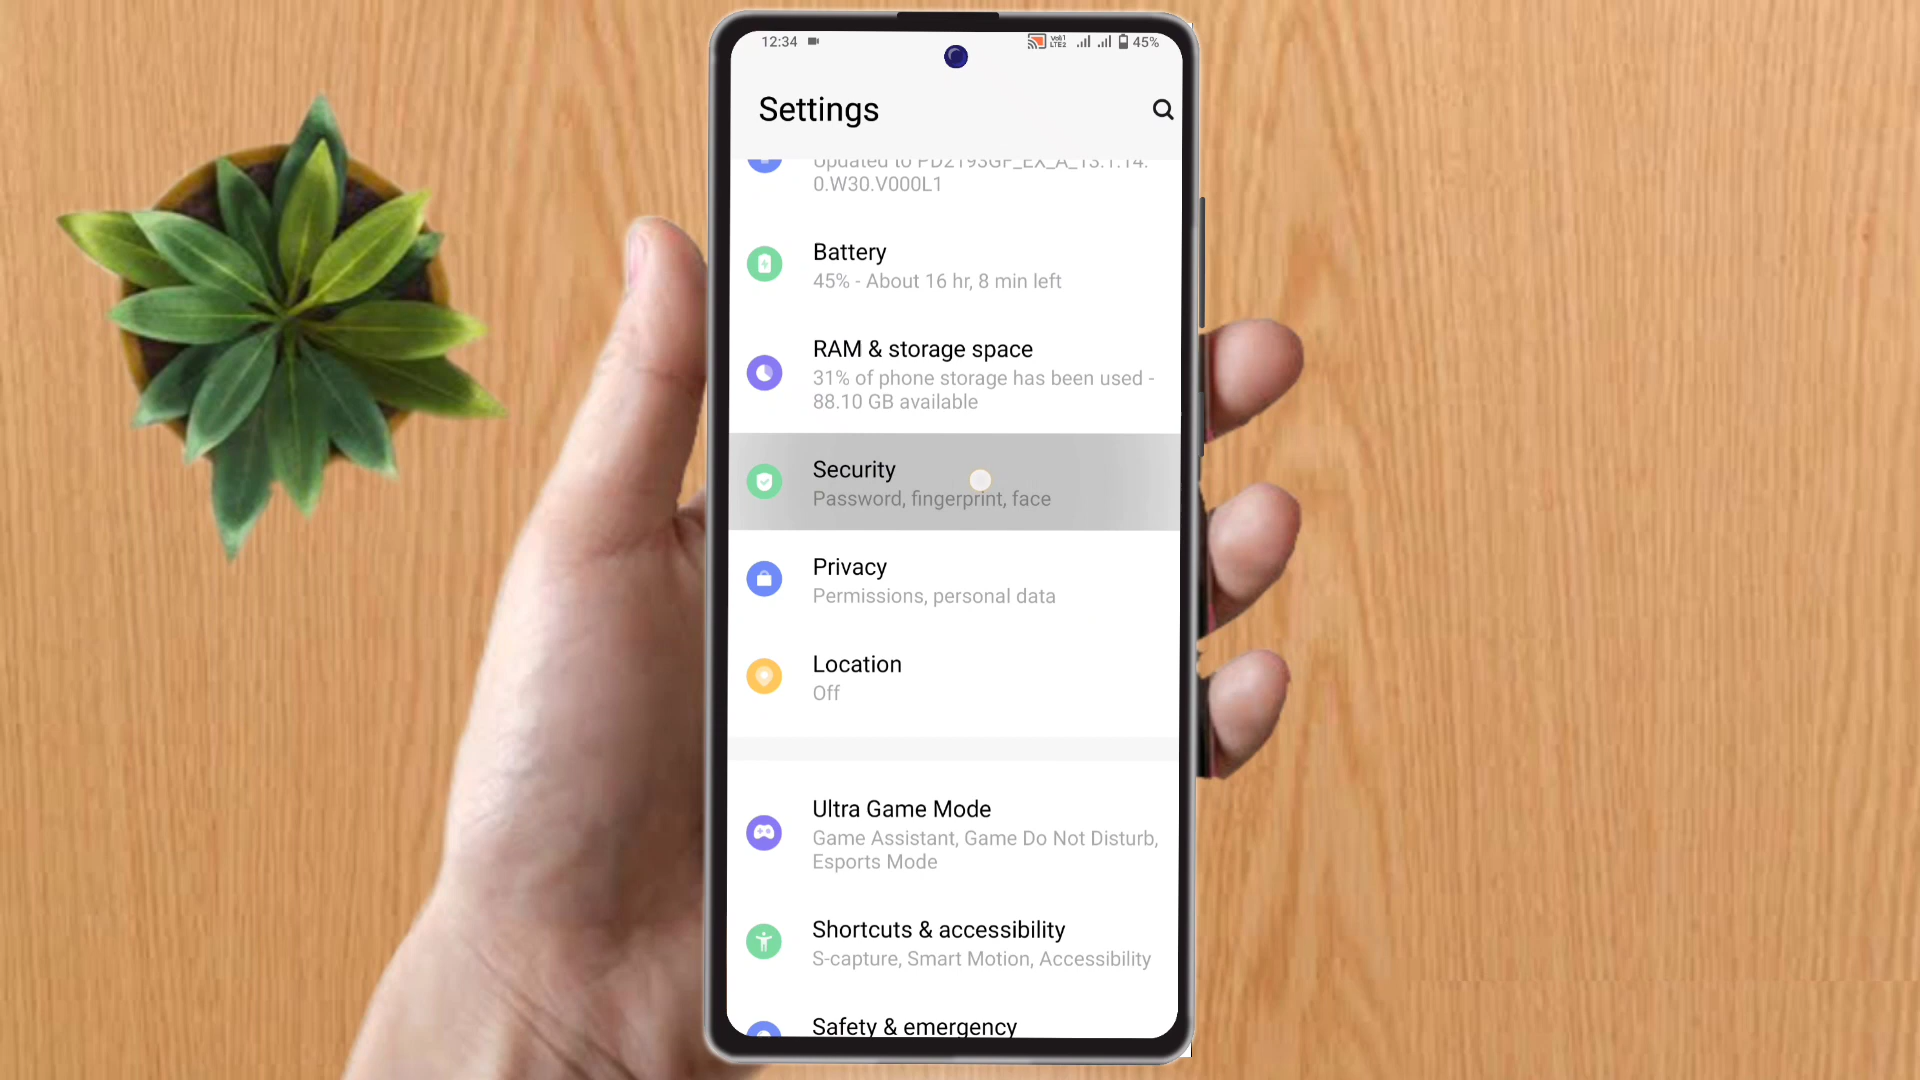 12:34
45%
Settings
Updated to PD2193GF_EX_A_13.1.14.
0.W30.V000L1
Battery
45% - About 16 hr, 8 min left
RAM & storage space
31% of phone storage has been used -
88.10 GB available
Security
Password, fingerprint, face
Privacy
Permissions, personal data
Location
Off
Ultra Game Mode
Game Assistant, Game Do Not Disturb,
Esports Mode
Shortcuts & accessibility
S-capture, Smart Motion, Accessibility
Safety & emergency